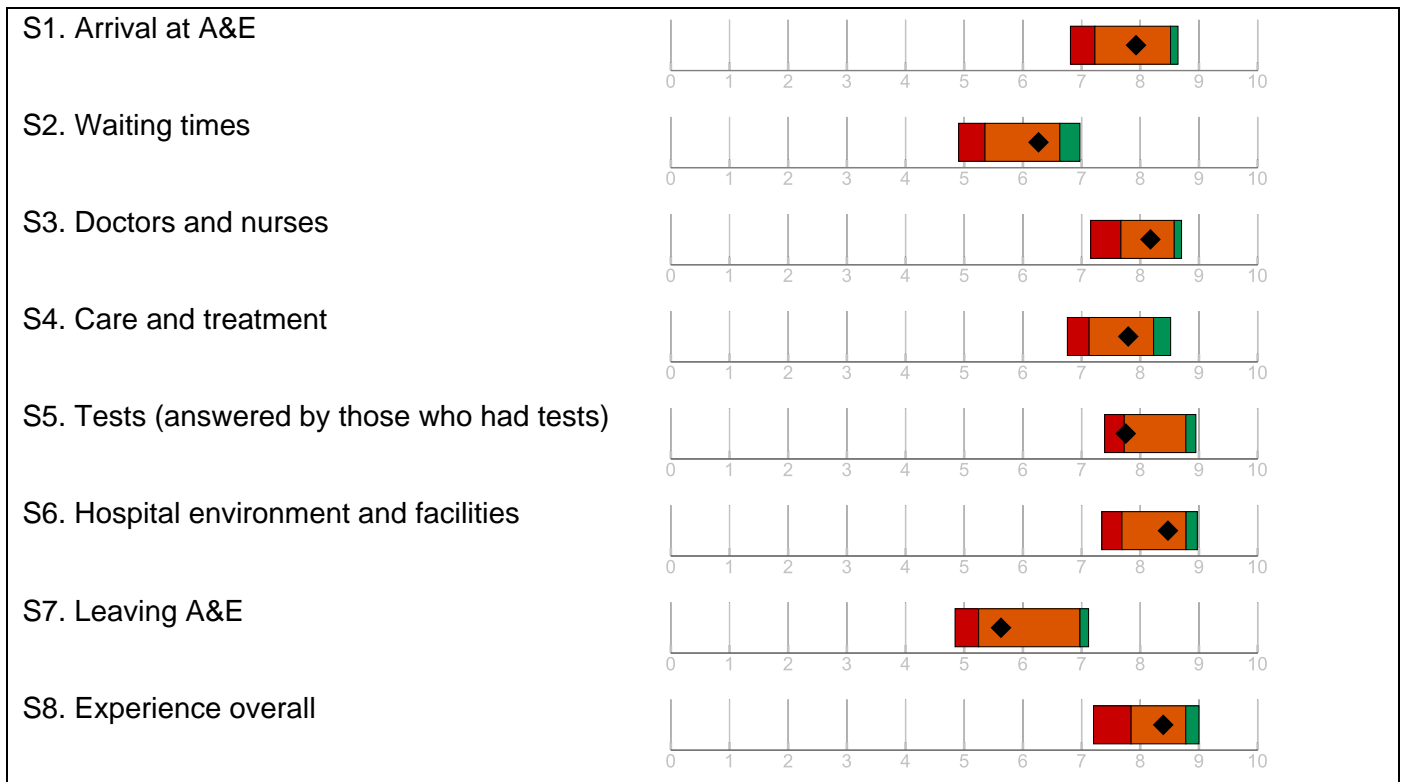 S1. Arrival at A&E
0 1 2 3 4 5 6 7 8 9 10
S2. Waiting times
0 1 2 3 4 5 6 7 8 9 10
S3. Doctors and nurses
0 1 2 3 4 5 6 7 8 9 10
S4. Care and treatment
0 1 2 3 4 5 6 7 8 9 10
S5. Tests (answered by those who had tests)
0 1 2 3 4 5 6 7 8 9 10
S6. Hospital environment and facilities
0 1 2 3 4 5 6 7 8 9 10
S7. Leaving A&E
0 1 2 3 4 5 6 7 8 9 10
S8. Experience overall
0 1 2 3 4 5 6 7 8 9 10